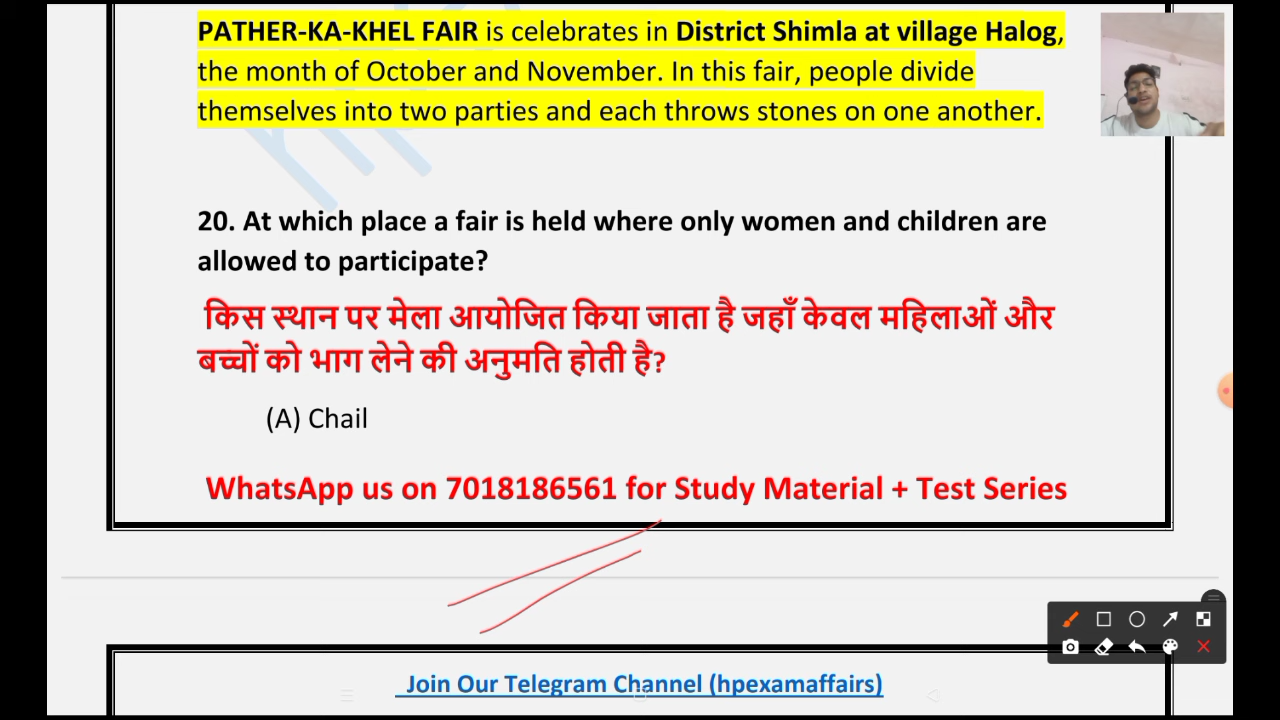 PATHER-KA-KHEL FAIR is celebrates in District Shimla at village Halog,
the month of October and November. In this fair, people divide
themselves into two parties and each throws stones on one another.
20. At which place a fair is held where only women and children are
allowed to participate?
किस स्थान पर मेला आयोजित किया जाता है जहाँ केवल महिलाओं और
बच्चों को भाग लेने की अनुमति होती है?
(A) Chail
WhatsApp us on 7018186561 for Study Material + Test Series
Join Our Telegram Channel (hpexamaffairs)